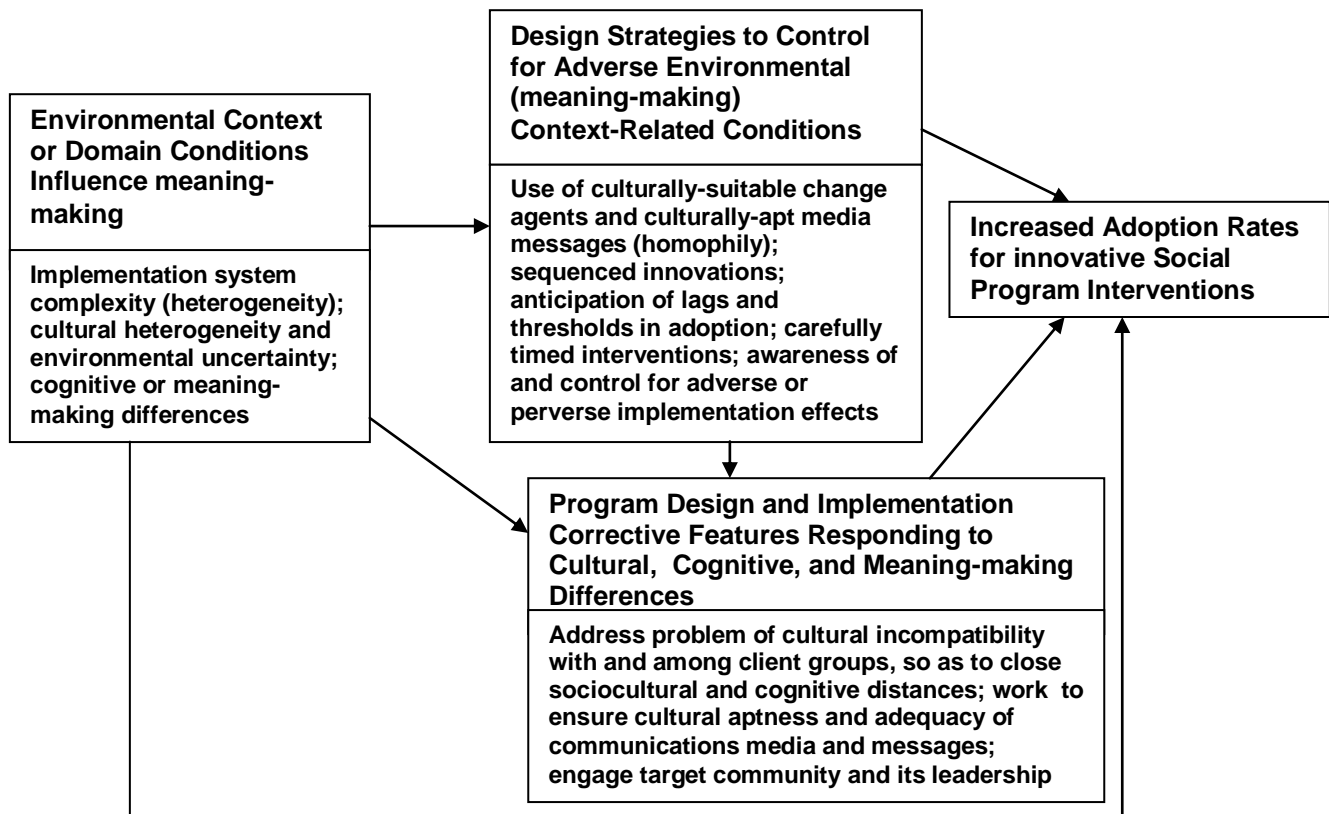 Environmental Context
or Domain Conditions
Influence meaning-
making
Implementation system
complexity (heterogeneity);
cultural heterogeneity and
environmental uncertainty;
cognitive or meaning-
making differences
Design Strategies to Control
for Adverse Environmental
(meaning-making)
Context-Related Conditions
Use of culturally-suitable change
agents and culturally-apt media
messages (homophily);
sequenced innovations;
anticipation of lags and
thresholds in adoption; carefully
timed interventions; awareness of
and control for adverse or
perverse implementation effects
Increased Adoption Rates
for innovative Social
Program Interventions
Program Design and Implementation
Corrective Features Responding to
Cultural, Cognitive, and Meaning-making
Differences
Address problem of cultural incompatibility
with and among client groups, so as to close
sociocultural and cognitive distances; work to
ensure cultural aptness and adequacy of
communications media and messages;
engage target community and its leadership